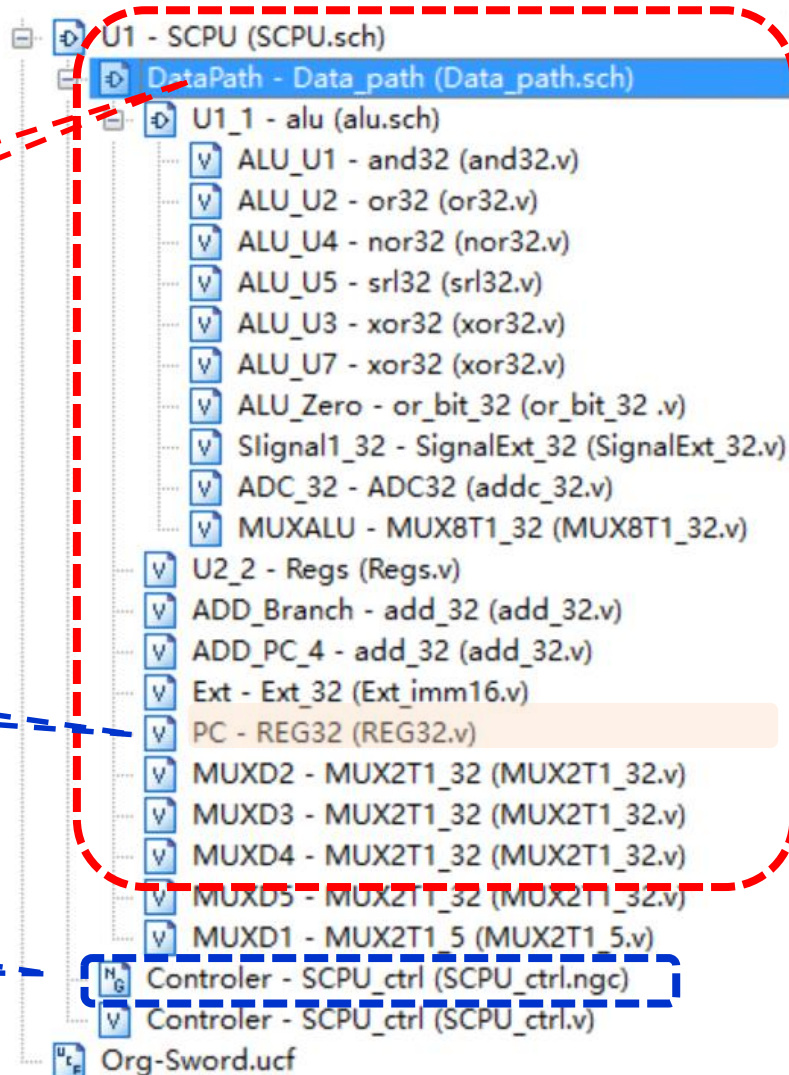 U1 - SCPU (SCPU.sch)
DataPath - Data_path (Data_path.sch)
U1_1 - alu (alu.sch)
ALU_U1 - and32 (and32.v)
ALU_U2 - or32 (or32.v)
ALU_U4 - nor32 (nor32.v)
ALU_U5 - srl32 (srl32.v)
ALU_U3 - xor32 (xor32.v)
ALU_U7 - xor32 (xor32.v)
ALU_Zero - or_bit_32 (or_bit_32 .v)
SIignal1_32 - SignalExt_32 (SignalExt_32.v)
ADC_32 - ADC32 (addc_32.v)
MUXALU - MUX8T1_32 (MUX8T1_32.v)
U2_2 - Regs (Regs.v)
ADD_Branch - add_32 (add_32.v)
ADD_PC_4 - add_32 (add_32.v)
Ext - Ext_32 (Ext_imm16.v)
PC - REG32 (REG32.v)
MUXD2 - MUX2T1_32 (MUX2T1_32.v)
MUXD3 - MUX2T1_32 (MUX2T1_32.v)
MUXD4 - MUX2T1_32 (MUX2T1_32.v)
MUXD5 - MUX2T1_32 (MUX2T1_32.v)
MUXD1 - MUX2T1_5 (MUX2T1_5.v)
Controler - SCPU_ctrl (SCPU_ctrl.ngc)
Controler - SCPU_ctrl (SCPU_ctrl.v)
Org-Sword.ucf